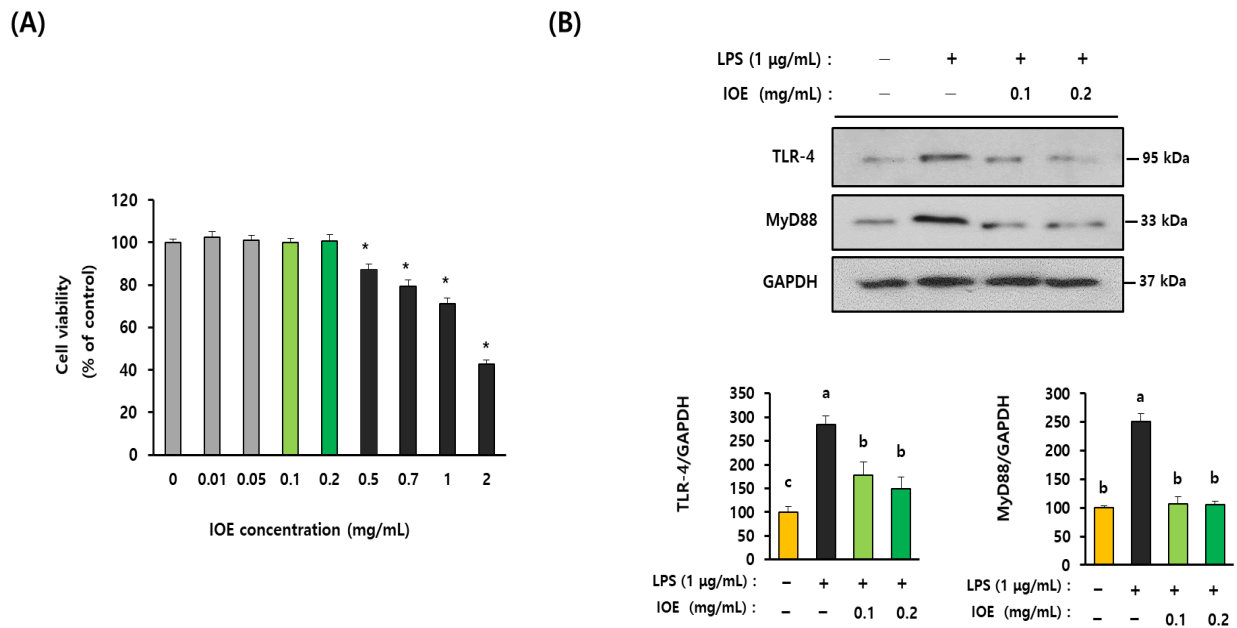 (A)
120
100
80
60
40
20
0
Cell viability
(% of control)
* * * *
0 0.01 0.05 0.1 0.2 0.5 0.7 1 2
IOE concentration (mg/mL)
(B)
LPS (1 μg/mL) : − + + +
IOE (mg/mL) : − − 0.1 0.2
TLR-4 95 kDa
MyD88 33 kDa
GAPDH 37 kDa
TLR-4/GAPDH
350
300
250
200
150
100
50
0
c a b b
LPS (1 μg/mL) : − + + +
IOE (mg/mL) : − − 0.1 0.2
MyD88/GAPDH
300
250
200
150
100
50
0
b a b b
LPS (1 μg/mL) : − + + +
IOE (mg/mL) : − − 0.1 0.2